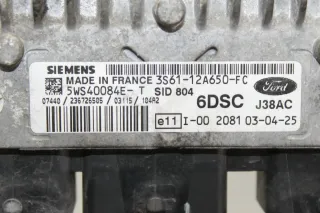 SIEMENS
MADE IN FRANCE 3S61-12A650-FC
5WS40084E- T SID 804
Ford
07440 / 236726505 / 03115 / 104A2
6DSC J38AC
e11 I-00 2081 03-04-25